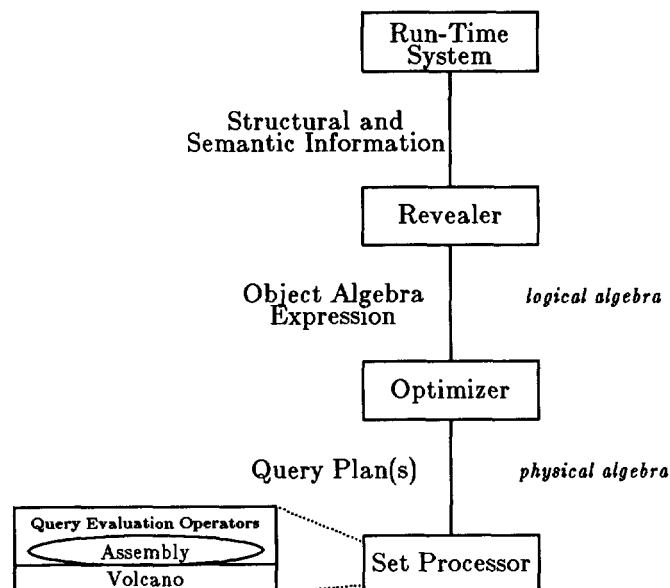 Run-Time
System
Structural and
Semantic Information
Revealer
Object Algebra
Expression
logical algebra
Optimizer
Query Plan(s)
physical algebra
Query Evaluation Operators
Assembly
Volcano
Set Processor